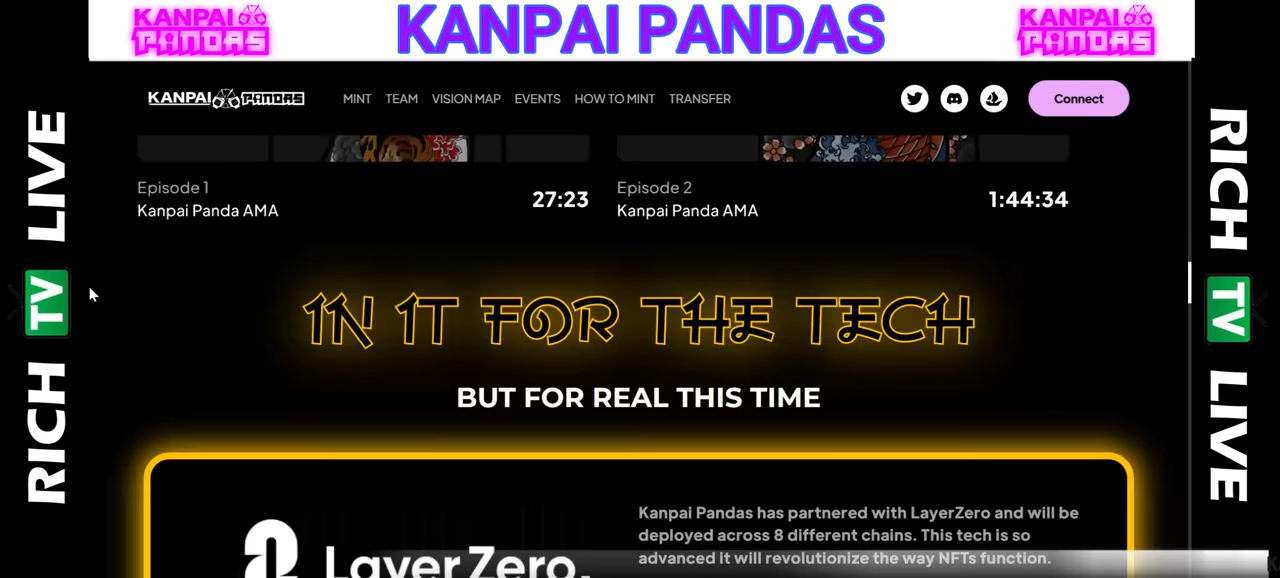 KANPAI PANDAS
KANPAI PANDAS
KANPAI PANDAS
KANPAI PANDAS
MINT TEAM VISION MAP EVENTS HOW TO MINT TRANSFER
Connect
Episode 1
Kanpai Panda AMA
27:23
Episode 2
Kanpai Panda AMA
1:44:34
IN IT FOR THE TECH
BUT FOR REAL THIS TIME
LayerZero.
Kanpai Pandas has partnered with LayerZero and will be
deployed across 8 different chains. This tech is so
advanced it will revolutionize the way NFTs function.
RICH TV LIVE
RICH TV LIVE